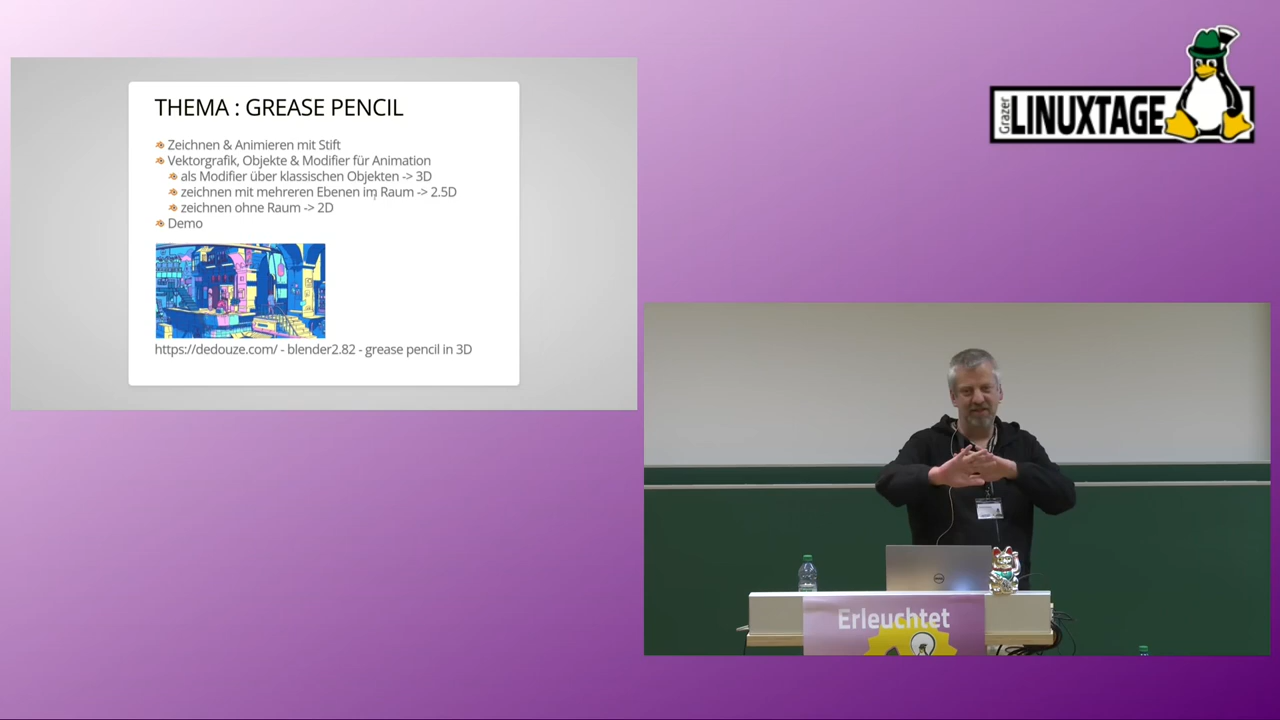 THEMA : GREASE PENCIL
Zeichnen & Animieren mit Stift
Vektorgrafik, Objekte & Modifier für Animation
als Modifier über klassischen Objekten -> 3D
zeichnen mit mehreren Ebenen im Raum -> 2.5D
zeichnen ohne Raum -> 2D
Demo
https://dedouze.com/ - blender2.82 - grease pencil in 3D
Grazer
LINUXTAGE
Erleuchtet